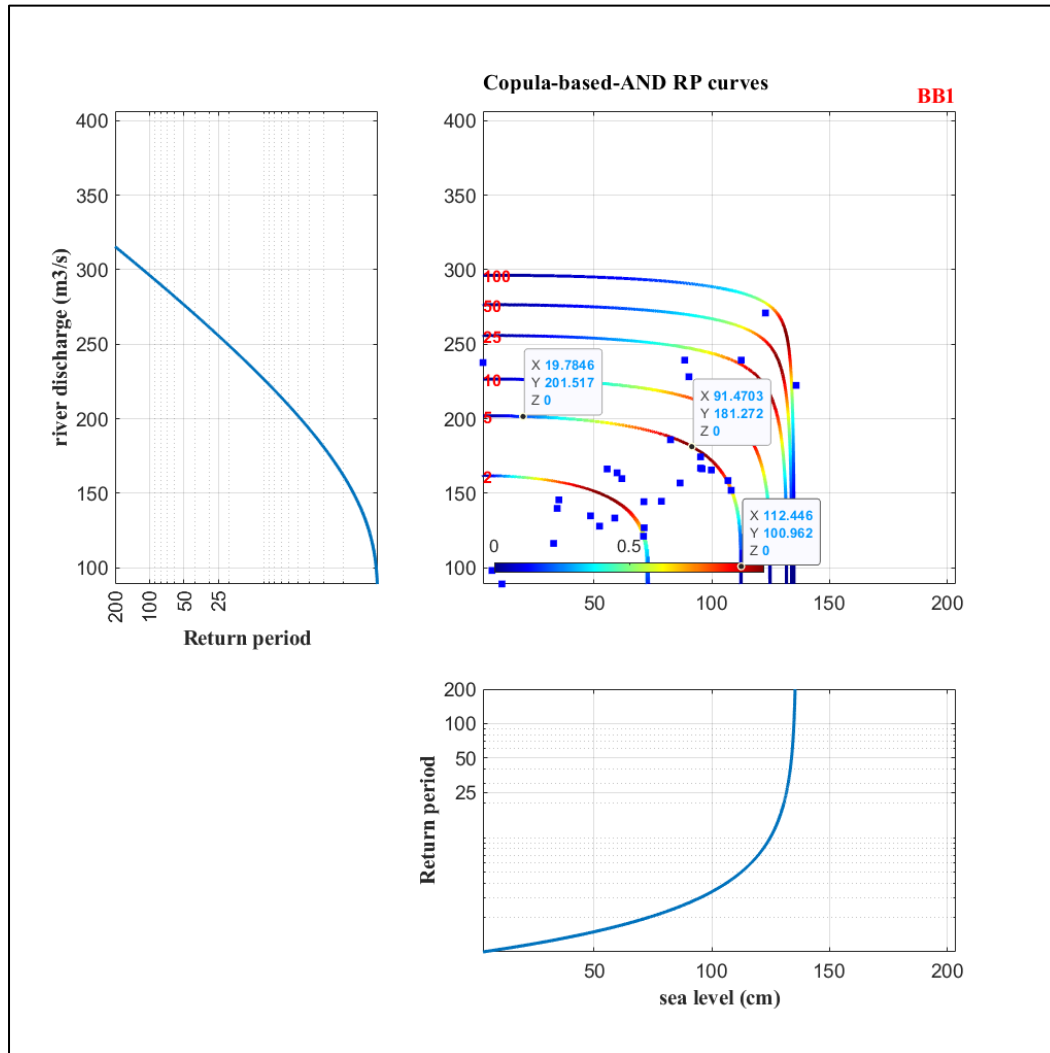 Copula-based-AND RP curves
BB1
400
350
300
250
200
150
100
river discharge (m3/s)
200
100
50
25
Return period
400
350
300
250
200
150
100
100
50
25
10
5
2
X 19.7846
Y 201.517
Z 0
X 91.4703
Y 181.272
Z 0
X 112.446
Y 100.962
Z 0
0
0.5
50
100
150
200
200
100
50
25
Return period
50
100
150
200
sea level (cm)